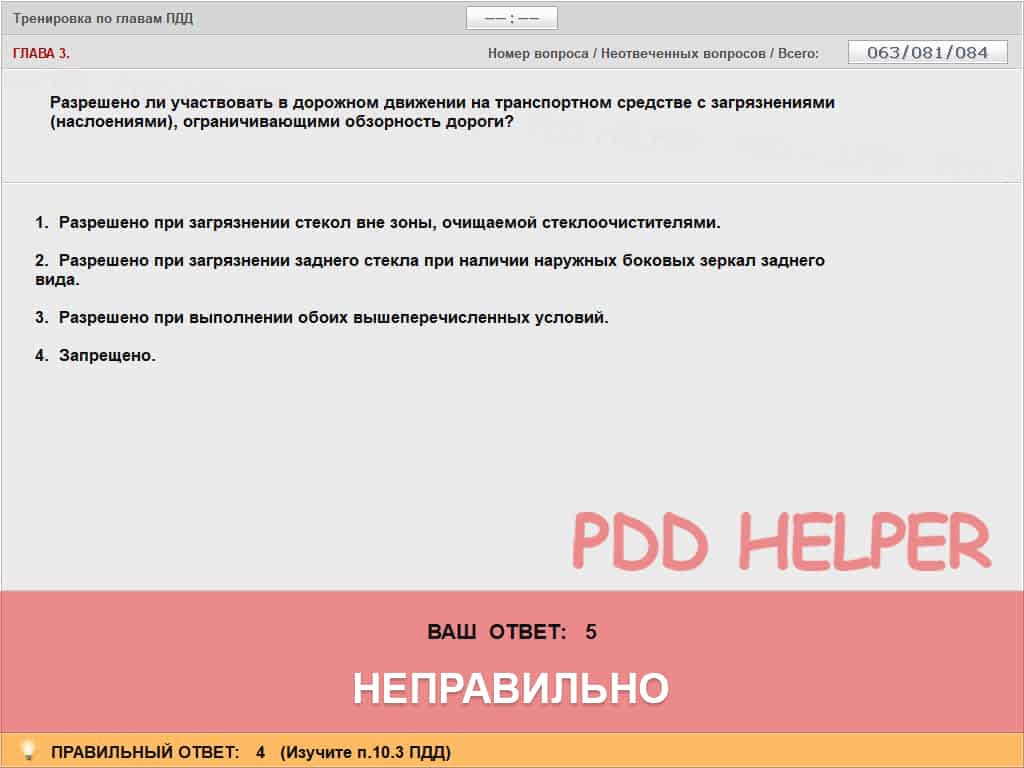 Тренировка по главам ПДД
−− : −−
ГЛАВА 3.
Номер вопроса / Неотвеченных вопросов / Всего:
063/081/084
Разрешено ли участвовать в дорожном движении на транспортном средстве с загрязнениями
(наслоениями), ограничивающими обзорность дороги?
1. Разрешено при загрязнении стекол вне зоны, очищаемой стеклоочистителями.
2. Разрешено при загрязнении заднего стекла при наличии наружных боковых зеркал заднего
вида.
3. Разрешено при выполнении обоих вышеперечисленных условий.
4. Запрещено.
PDD HELPER
ВАШ ОТВЕТ: 5
НЕПРАВИЛЬНО
ПРАВИЛЬНЫЙ ОТВЕТ: 4 (Изучите п.10.3 ПДД)